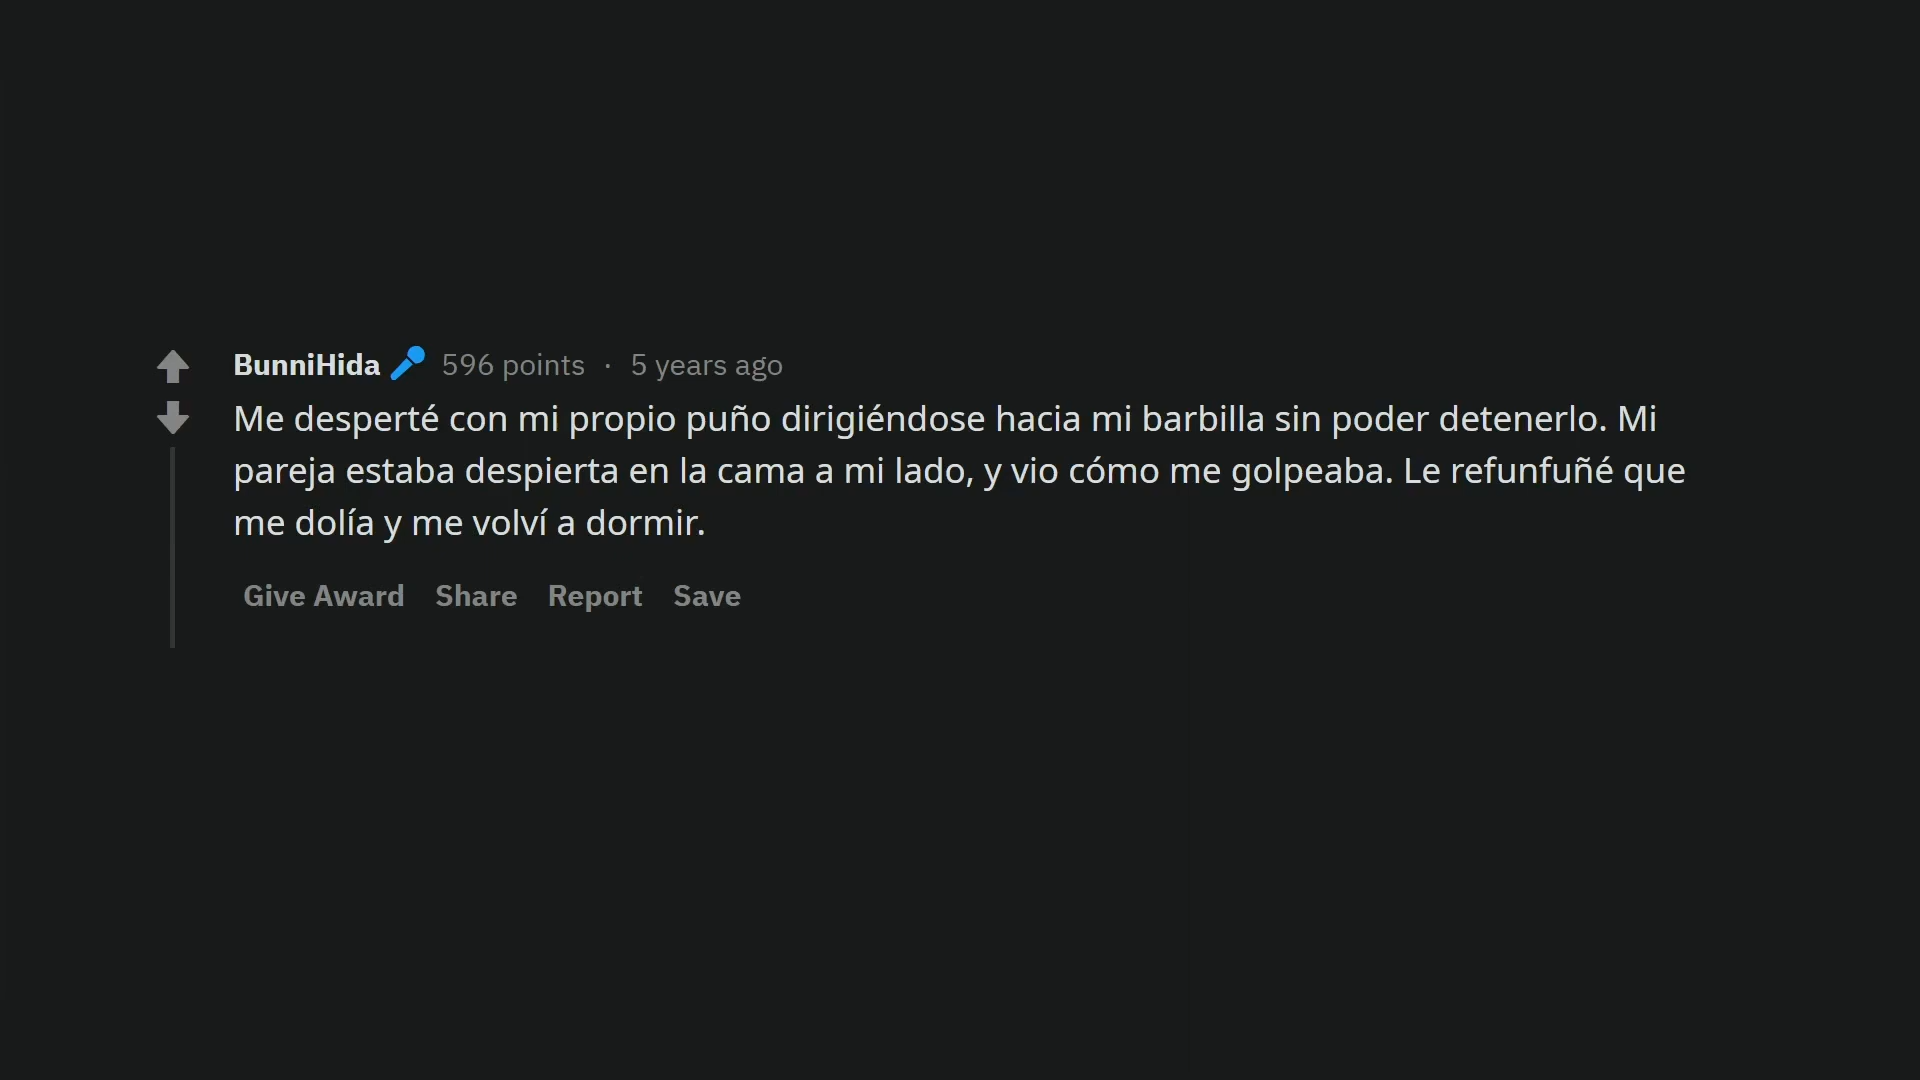 BunniHida 596 points · 5 years ago
Me desperté con mi propio puño dirigiéndose hacia mi barbilla sin poder detenerlo. Mi
pareja estaba despierta en la cama a mi lado, y vio cómo me golpeaba. Le refunfuñé que
me dolía y me volví a dormir.
Give Award Share Report Save